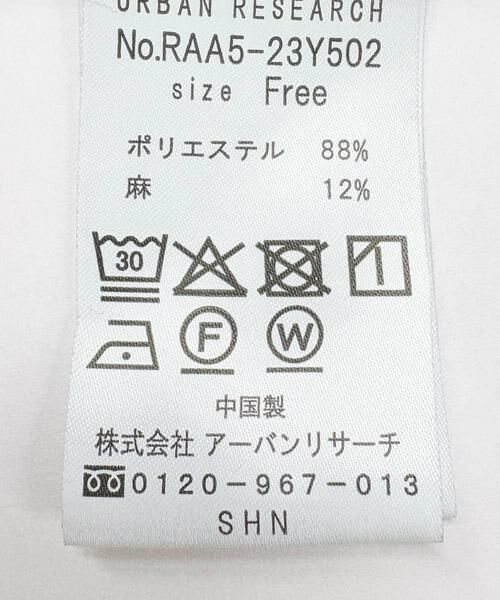 URBAN RESEARCH
No.RAA5-23Y502
size Free
ポリエステル 88%
麻 12%
30
F W
中国製
株式会社 アーバンリサーチ
0120-967-013
SHN